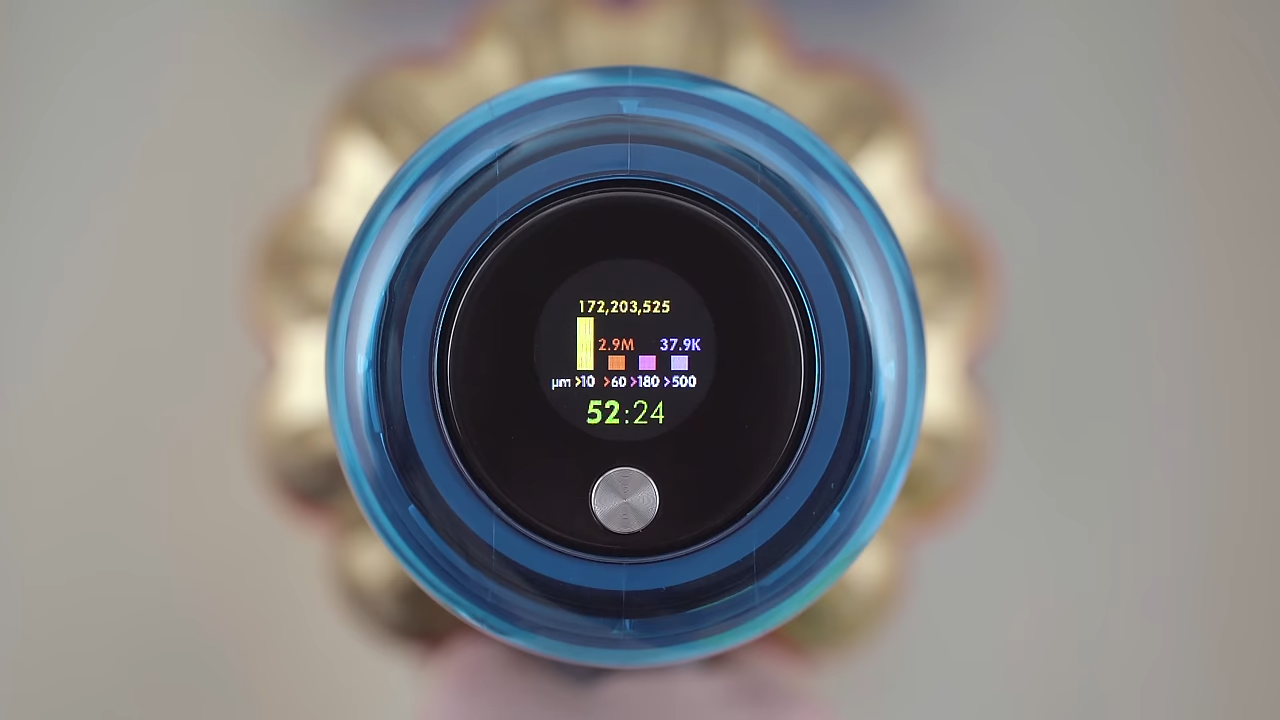 172,203,525
2.9M 37.9K
µm >10 >60 >180 >500
52:24